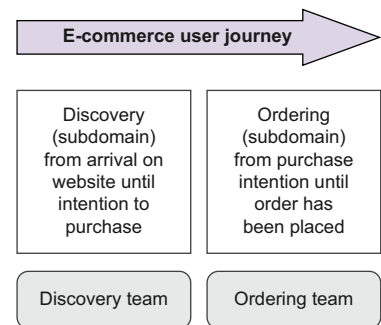 E-commerce user journey
Discovery
(subdomain)
from arrival on
website until
intention to
purchase
Ordering
(subdomain)
from purchase
intention until
order has
been placed
Discovery team
Ordering team